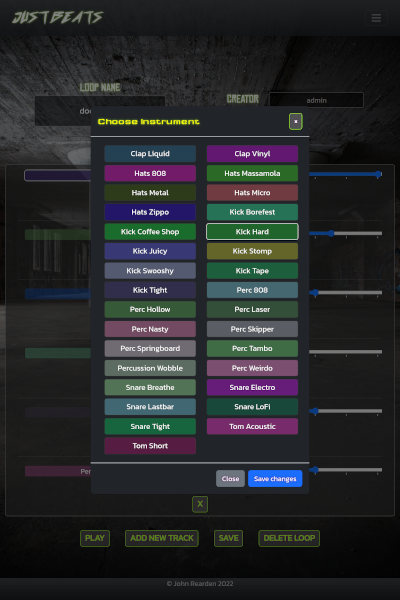 JUSTBEATS
LOOP NAME
CREATOR
admin
Choose Instrument
x
Clap Liquid
Clap Vinyl
Hats 808
Hats Massamola
Hats Metal
Hats Micro
Hats Zippo
Kick Borefest
Kick Coffee Shop
Kick Hard
Kick Juicy
Kick Stomp
Kick Swooshy
Kick Tape
Kick Tight
Perc 808
Perc Hollow
Perc Laser
Perc Nasty
Perc Skipper
Perc Springboard
Perc Tambo
Percussion Wobble
Perc Weirdo
Snare Breathe
Snare Electro
Snare Lastbar
Snare LoFi
Snare Tight
Tom Acoustic
Tom Short
Close
Save changes
X
PLAY
ADD NEW TRACK
SAVE
DELETE LOOP
© John Rearden 2022